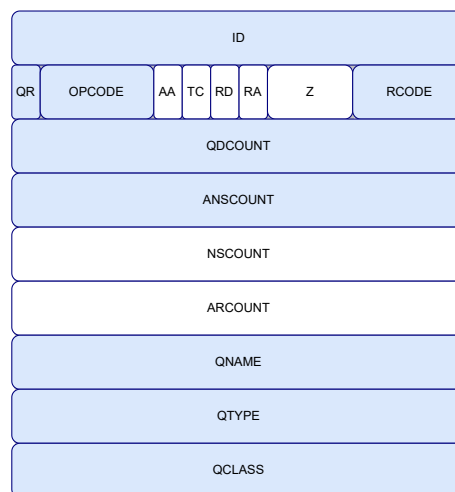 ID
QR OPCODE AA TC RD RA Z RCODE
QDCOUNT
ANSCOUNT
NSCOUNT
ARCOUNT
QNAME
QTYPE
QCLASS